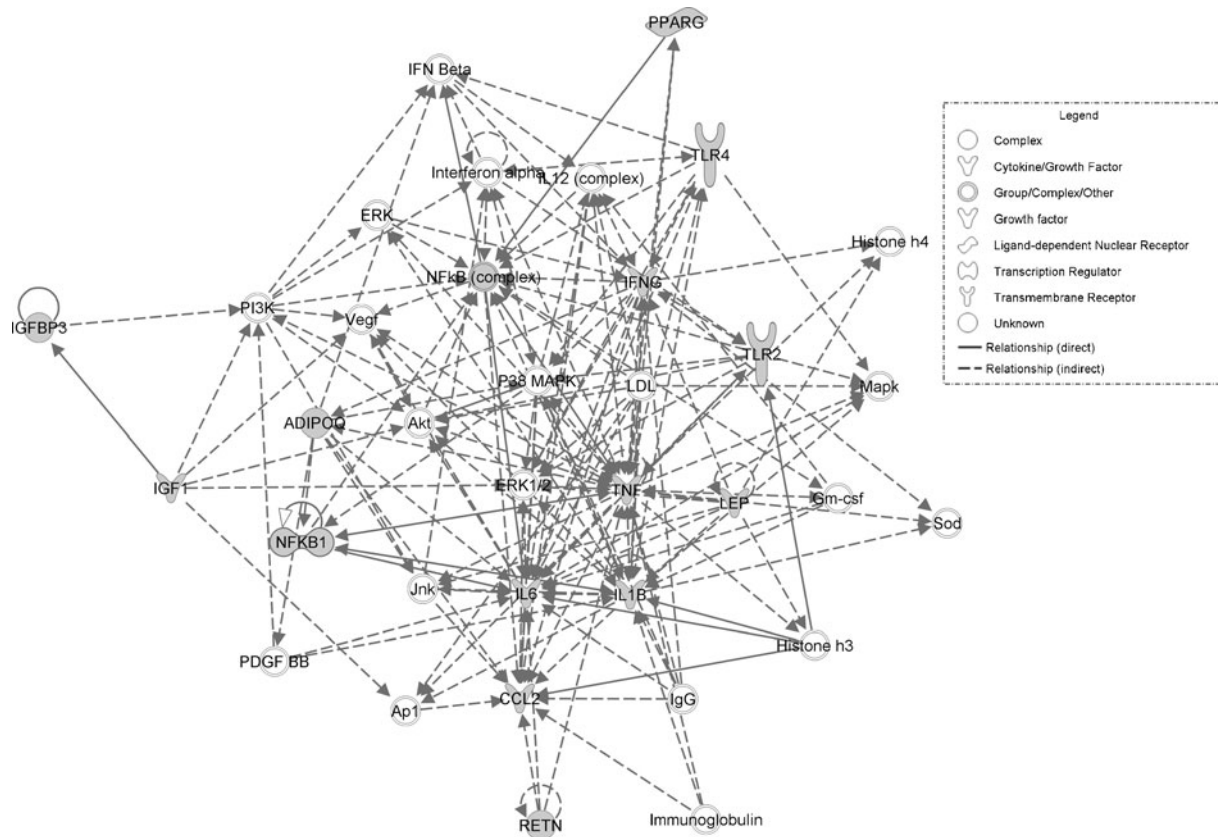 PPARG
IFN Beta
TLR4
Interferon alpha
IL12 (complex)
ERK
Histone h4
NFkB (complex)
IFNG
PI3K
Vegf
IGFBP3
TLR2
P38 MAPK
LDL
Mapk
ADIPOQ
Akt
IGF1
ERK1/2
TNF
LEP
Gm-csf
Sod
NFKB1
Jnk
IL6
IL1B
Histone h3
PDGF BB
Ap1
CCL2
IgG
RETN
Immunoglobulin
Legend
Complex
Cytokine/Growth Factor
Group/Complex/Other
Growth factor
Ligand-dependent Nuclear Receptor
Transcription Regulator
Transmembrane Receptor
Unknown
Relationship (direct)
Relationship (indirect)